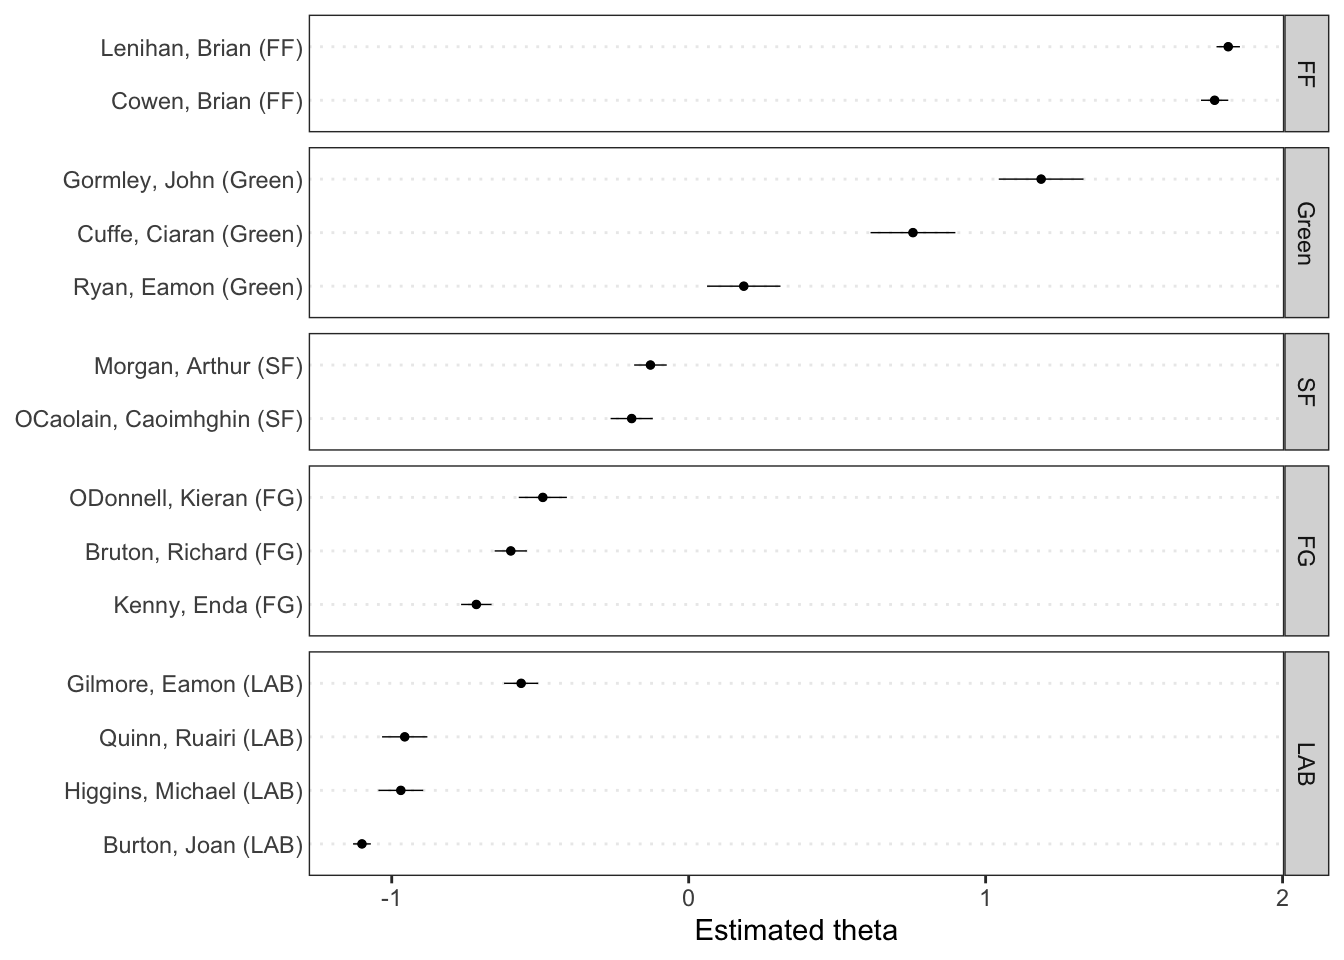 Lenihan, Brian (FF)
Cowen, Brian (FF)
FF
Gormley, John (Green)
Cuffe, Ciaran (Green)
Ryan, Eamon (Green)
Green
Morgan, Arthur (SF)
OCaolain, Caoimhghin (SF)
SF
ODonnell, Kieran (FG)
Bruton, Richard (FG)
Kenny, Enda (FG)
FG
Gilmore, Eamon (LAB)
Quinn, Ruairi (LAB)
Higgins, Michael (LAB)
Burton, Joan (LAB)
LAB
-1 0 1 2
Estimated theta